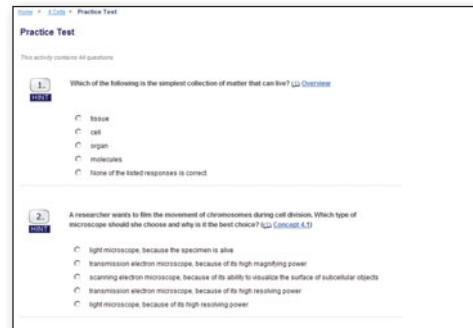 Home > 4 Cells > Practice Test
Practice Test
This activity contains 44 questions.
1.
HINT
Which of the following is the simplest collection of matter that can live? Overview
tissue
cell
organ
molecules
None of the listed responses is correct.
2.
HINT
A researcher wants to film the movement of chromosomes during cell division. Which type of
microscope should she choose and why is it the best choice? (Concept 4.1)
light microscope, because the specimen is alive
transmission electron microscope, because of its high magnifying power
scanning electron microscope, because of its ability to visualize the surface of subcellular objects
transmission electron microscope, because of its high resolving power
light microscope, because of its high resolving power